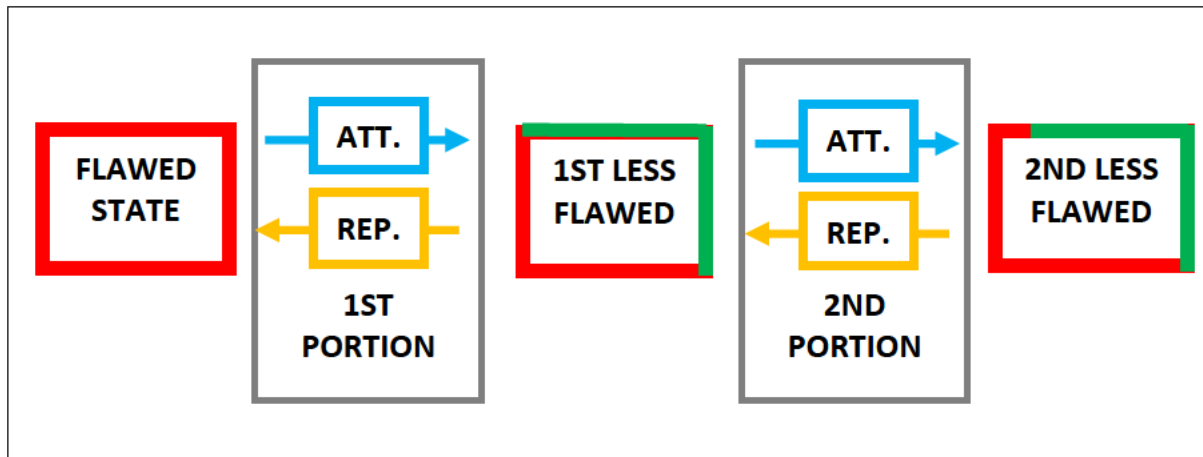 FLAWED
STATE
ATT.
REP.
1ST
PORTION
1ST LESS
FLAWED
ATT.
REP.
2ND
PORTION
2ND LESS
FLAWED